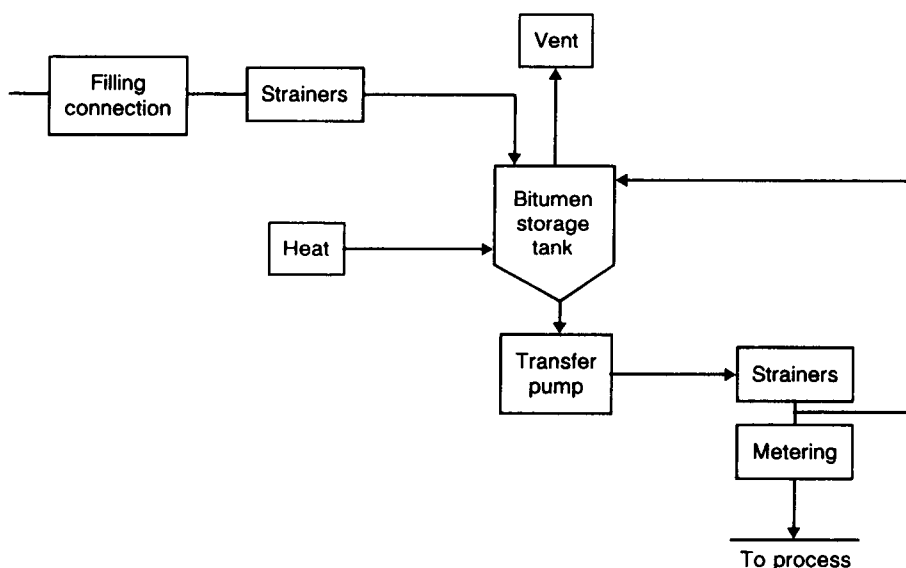 Vent
Filling
connection
Strainers
Bitumen
storage
tank
Heat
Transfer
pump
Strainers
Metering
To process